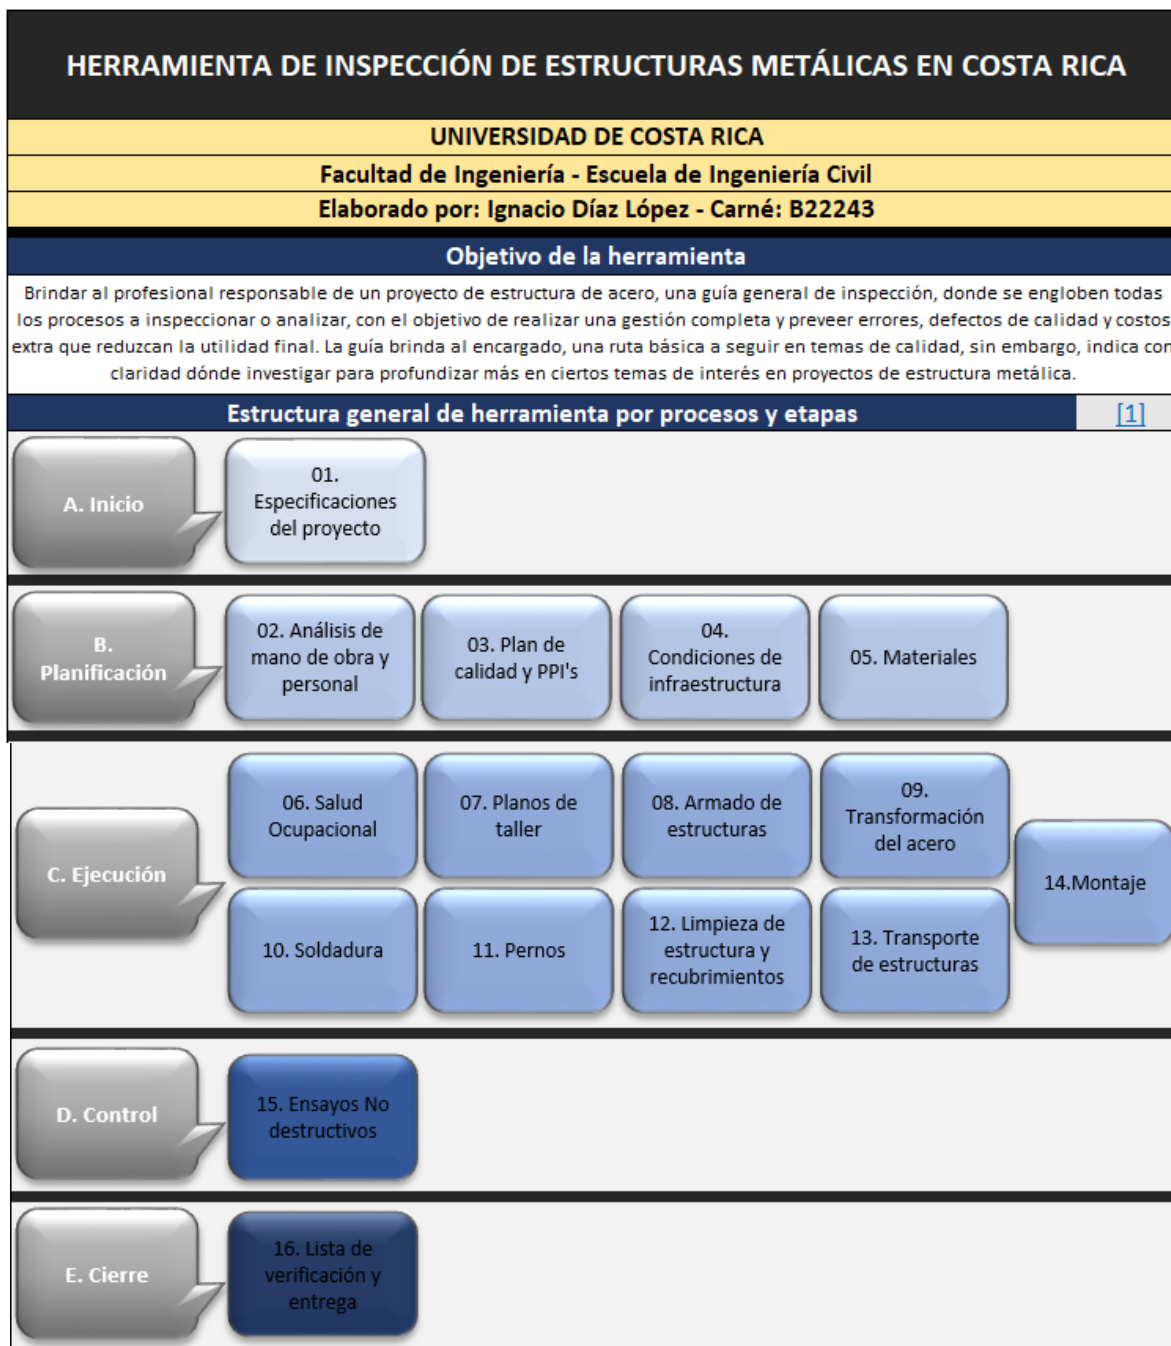 HERRAMIENTA DE INSPECCIÓN DE ESTRUCTURAS METÁLICAS EN COSTA RICA
UNIVERSIDAD DE COSTA RICA
Facultad de Ingeniería - Escuela de Ingeniería Civil
Elaborado por: Ignacio Díaz López - Carné: B22243
Objetivo de la herramienta
Brindar al profesional responsable de un proyecto de estructura de acero, una guía general de inspección, donde se engloben todas
los procesos a inspeccionar o analizar, con el objetivo de realizar una gestión completa y preveer errores, defectos de calidad y costos
extra que reduzcan la utilidad final. La guía brinda al encargado, una ruta básica a seguir en temas de calidad, sin embargo, indica con
claridad dónde investigar para profundizar más en ciertos temas de interés en proyectos de estructura metálica.
Estructura general de herramienta por procesos y etapas
[1]
A. Inicio
01.
Especificaciones
del proyecto
B.
Planificación
02. Análisis de
mano de obra y
personal
03. Plan de
calidad y PPI's
04.
Condiciones de
infraestructura
05. Materiales
C. Ejecución
06. Salud
Ocupacional
07. Planos de
taller
08. Armado de
estructuras
09.
Transformación
del acero
10. Soldadura
11. Pernos
12. Limpieza de
estructura y
recubrimientos
13. Transporte
de estructuras
14.Montaje
D. Control
15. Ensayos No
destructivos
E. Cierre
16. Lista de
verificación y
entrega